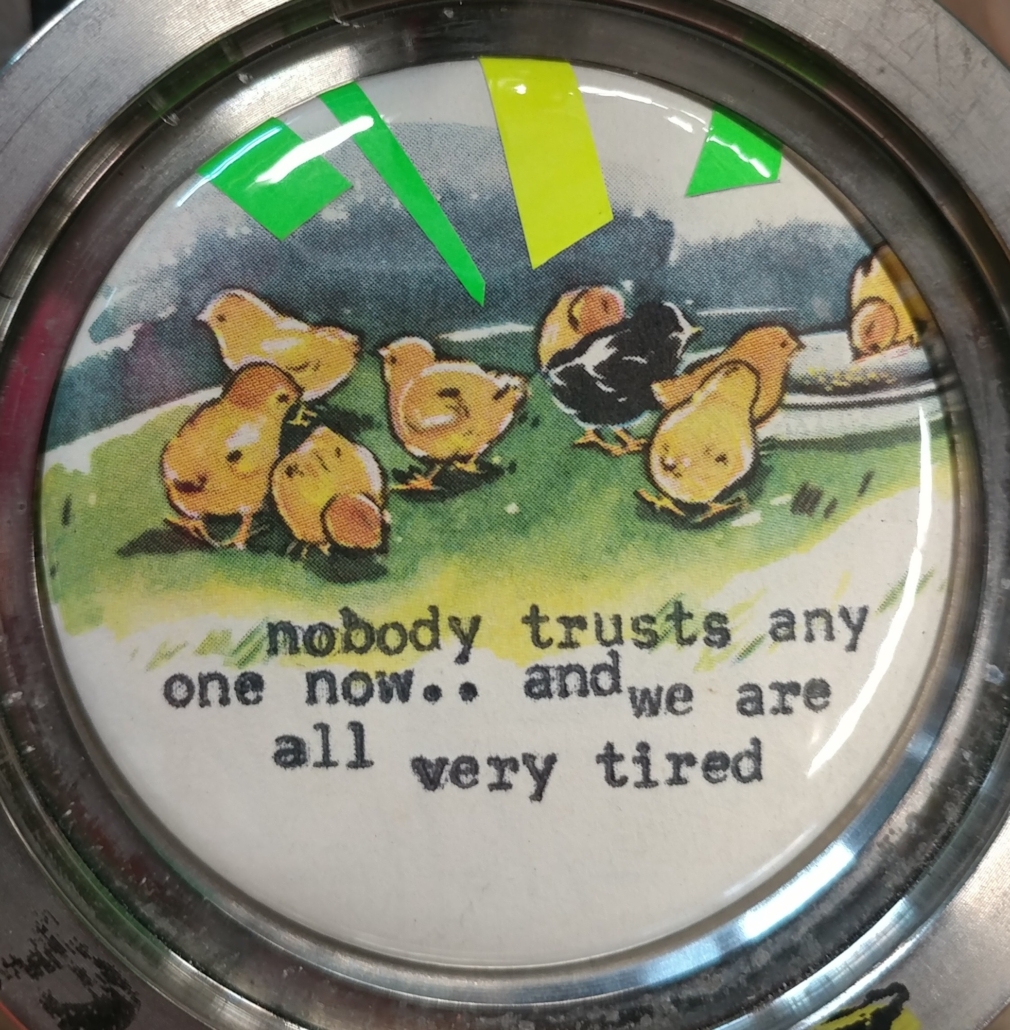 nobody trusts any
one now.. and we are
all very tired